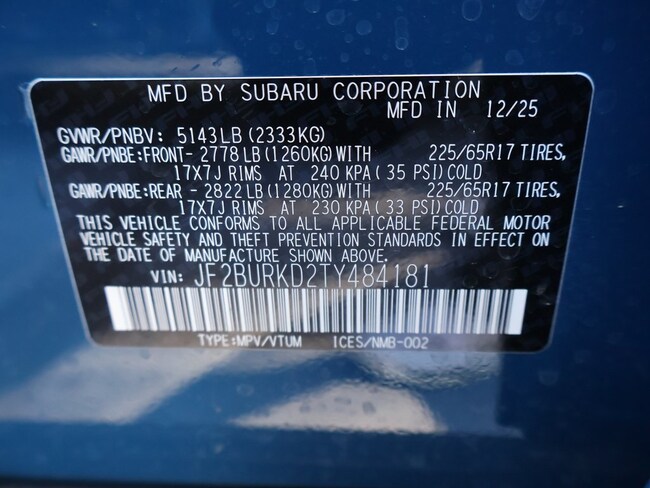 MFD BY SUBARU CORPORATION
MFD IN 12/25
GVWR/PNBV: 5143LB (2333KG)
GAWR/PNBE:FRONT- 2778 LB(1260KG)WITH 225/65R17 TIRES,
17X7J RIMS AT 240 KPA( 35 PSI)COLD
GAWR/PNBE:REAR - 2822 LB(1280KG)WITH 225/65R17 TIRES,
17X7J RIMS AT 230 KPA( 33 PSI)COLD
THIS VEHICLE CONFORMS TO ALL APPLICABLE FEDERAL MOTOR
VEHICLE SAFETY AND THEFT PREVENTION STANDARDS IN EFFECT ON
THE DATE OF MANUFACTURE SHOWN ABOVE.
VIN: JF2BURKD2TY484181
TYPE:MPV/VTUM ICES/NMB-002